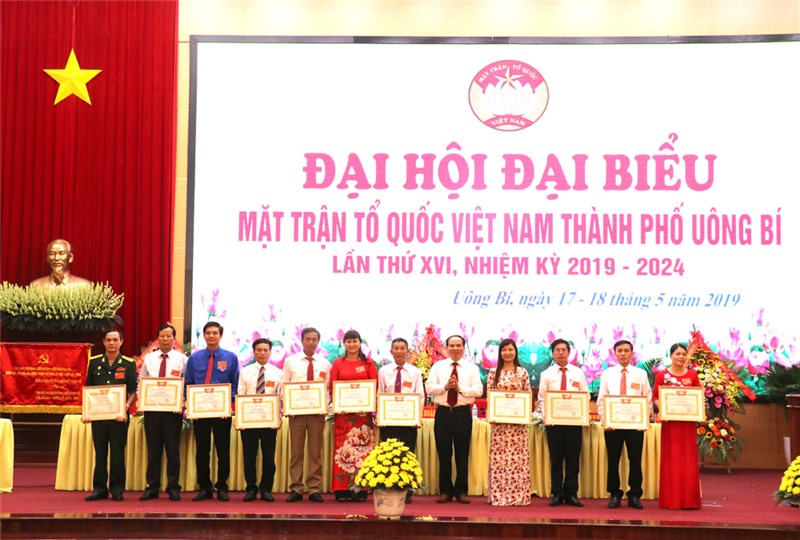 MẶT TRẬN TỔ QUỐC
VIỆT NAM
ĐẠI HỘI ĐẠI BIỂU
MẶT TRẬN TỔ QUỐC VIỆT NAM THÀNH PHỐ UÔNG BÍ
LẦN THỨ XVI, NHIỆM KỲ 2019 - 2024
Uông Bí, ngày 17 - 18 tháng 5 năm 2019